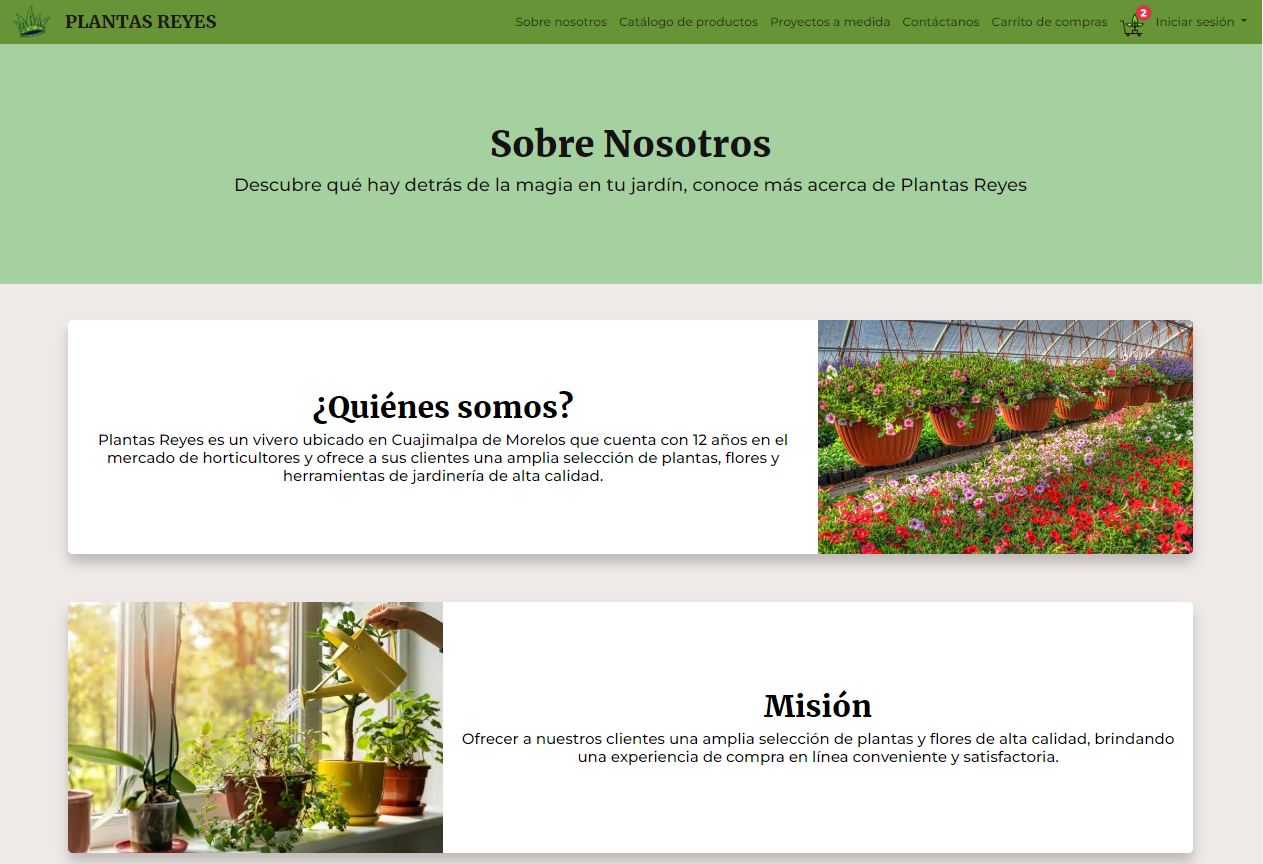 PLANTAS REYES
Sobre nosotros Catálogo de productos Proyectos a medida Contáctanos Carrito de compras 2 Iniciar sesión
Sobre Nosotros
Descubre qué hay detrás de la magia en tu jardín, conoce más acerca de Plantas Reyes
¿Quiénes somos?
Plantas Reyes es un vivero ubicado en Cuajimalpa de Morelos que cuenta con 12 años en el
mercado de horticultores y ofrece a sus clientes una amplia selección de plantas, flores y
herramientas de jardinería de alta calidad.
Misión
Ofrecer a nuestros clientes una amplia selección de plantas y flores de alta calidad, brindando
una experiencia de compra en línea conveniente y satisfactoria.